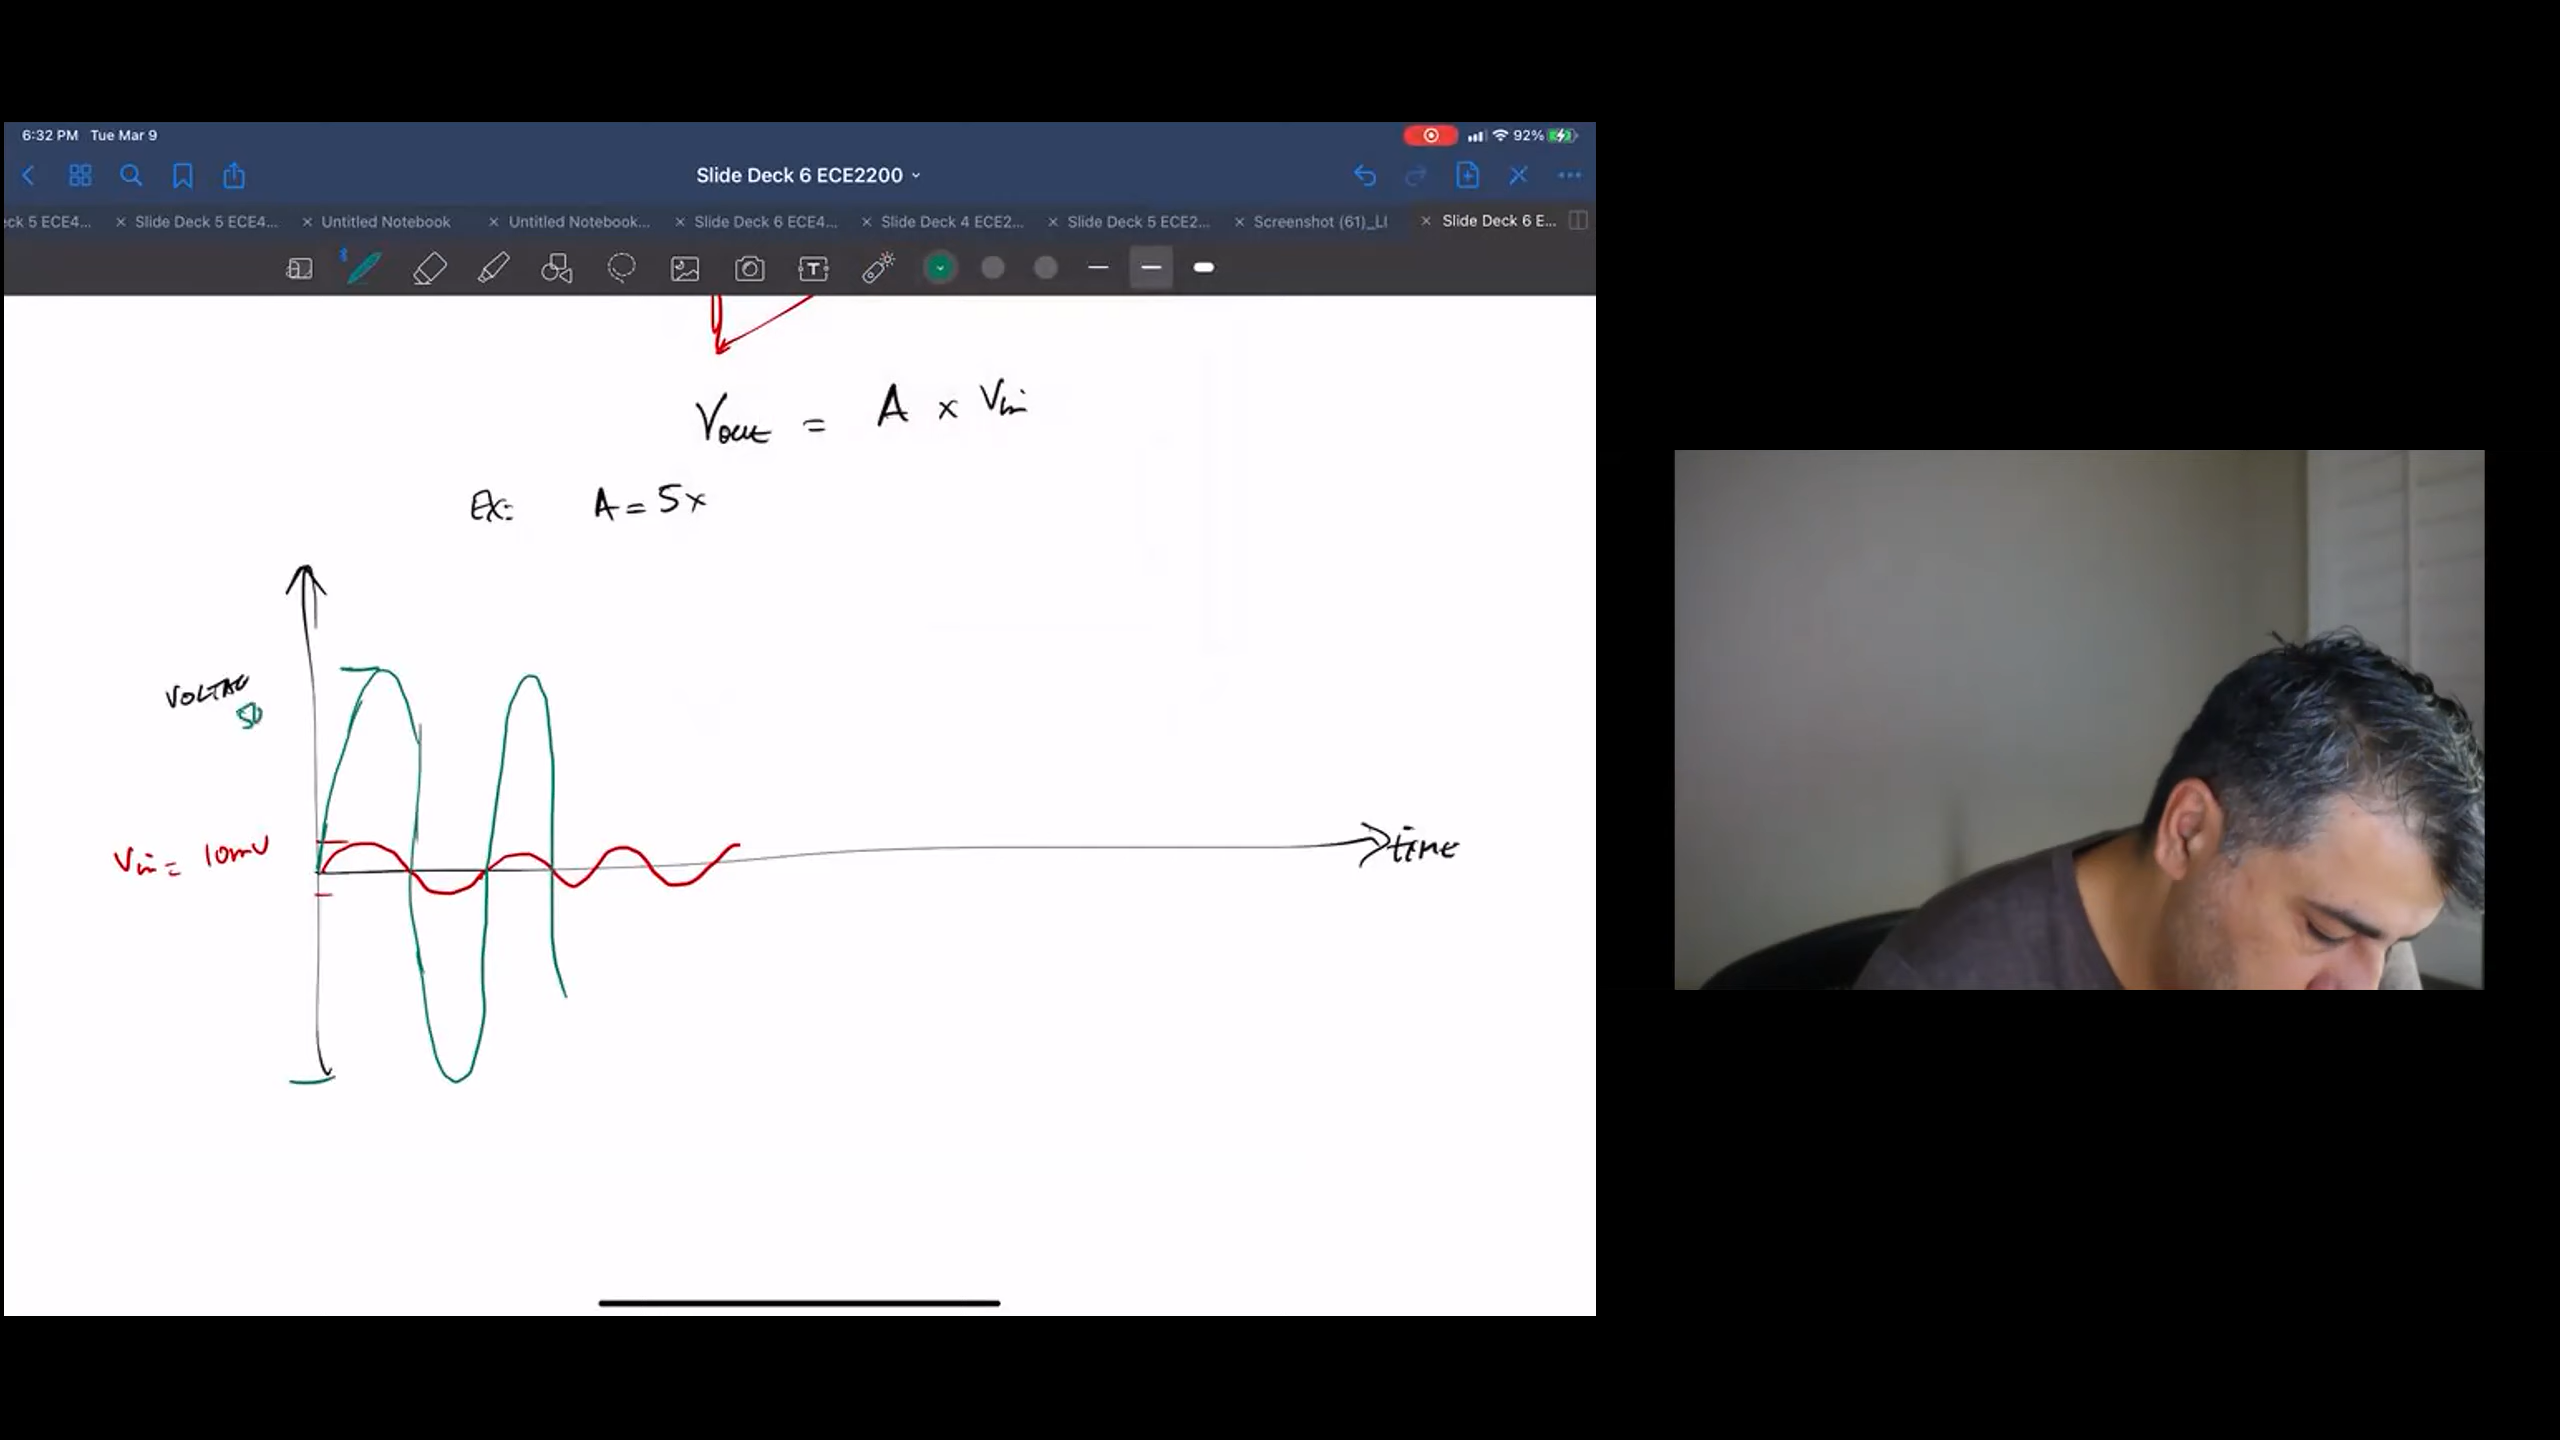 6:32 PM Tue Mar 9
92%
Slide Deck 6 ECE2200
ck 5 ECE4... Slide Deck 5 ECE4... Untitled Notebook Untitled Notebook... Slide Deck 6 ECE4... Slide Deck 4 ECE2... Slide Deck 5 ECE2... Screenshot (61)_LI Slide Deck 6 E...
T
Vout = A x Vin
Ex: A = 5x
VOLTAG
50
Vin = 10mV
time